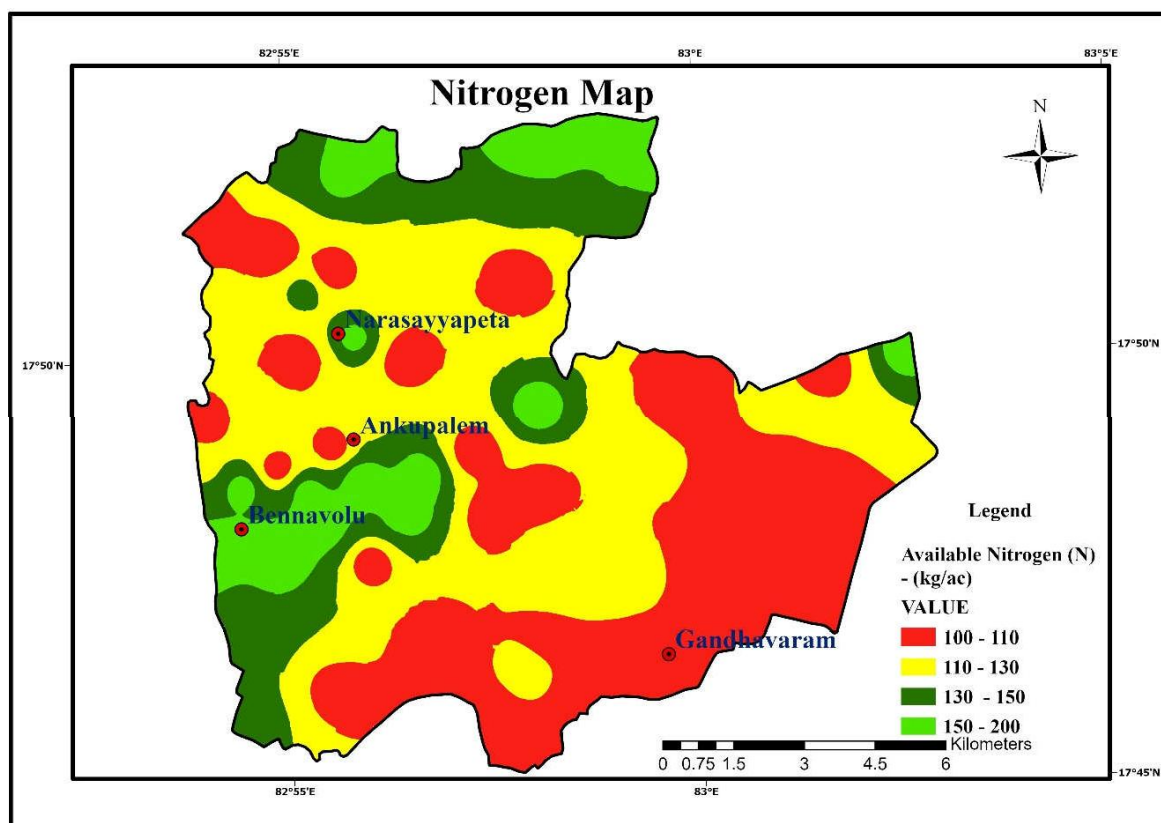 82°55'E 83°E 83°5'E
Nitrogen Map
N
Narasayyapeta
17°50'N 17°50'N
Ankupalem
Bennavolu
Legend
Available Nitrogen (N)
- (kg/ac)
VALUE
100 - 110
Gandhavaram
110 - 130
130 - 150
150 - 200
Kilometers
0 0.75 1.5 3 4.5 6
17°45'N
82°55'E 83°E